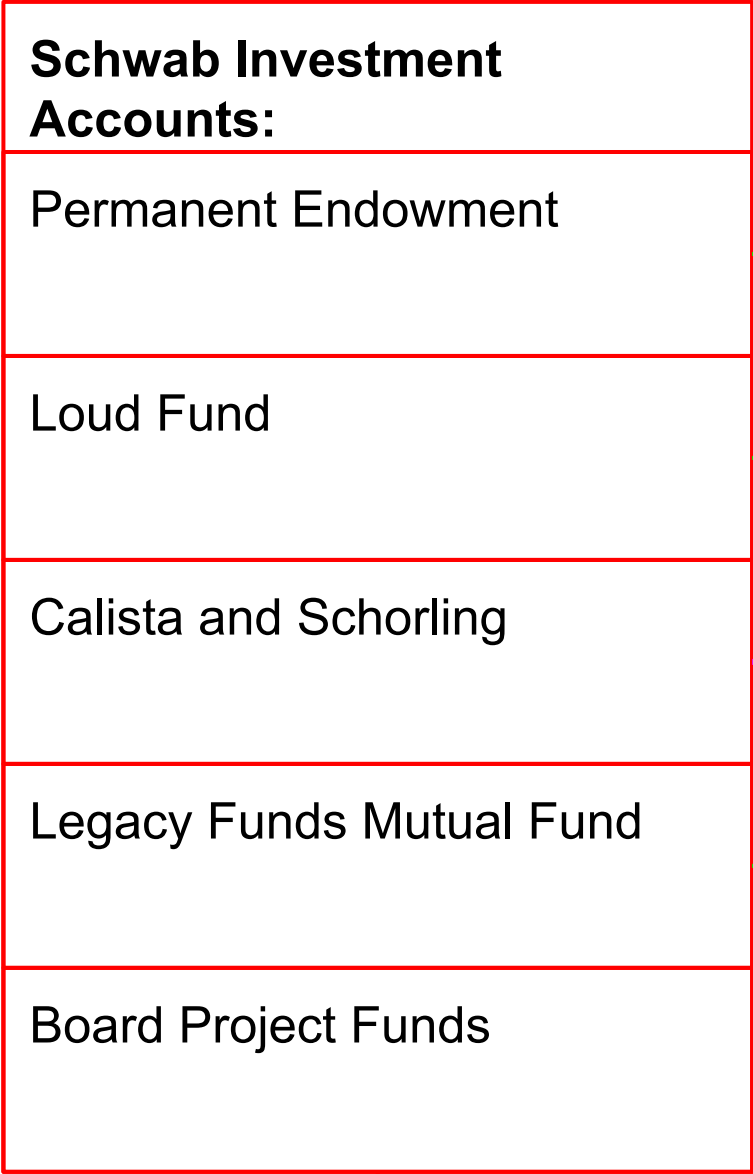 Schwab Investment
Accounts:
Permanent Endowment
Loud Fund
Calista and Schorling
Legacy Funds Mutual Fund
Board Project Funds